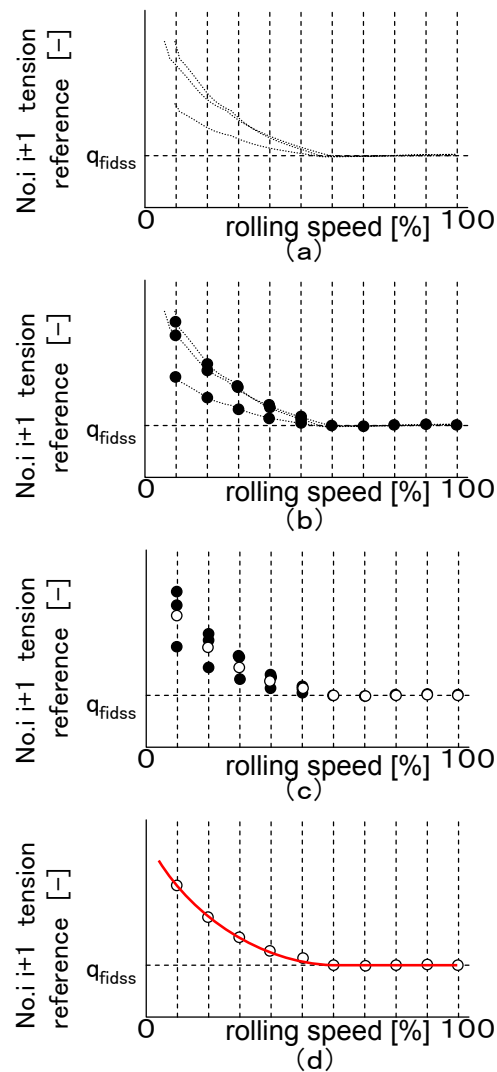 No.i i+1 tension
reference [-]
q_fidss
0
100
rolling speed [%]
(a)
No.i i+1 tension
reference [-]
q_fidss
0
100
rolling speed [%]
(b)
No.i i+1 tension
reference [-]
q_fidss
0
100
rolling speed [%]
(c)
No.i i+1 tension
reference [-]
q_fidss
0
100
rolling speed [%]
(d)